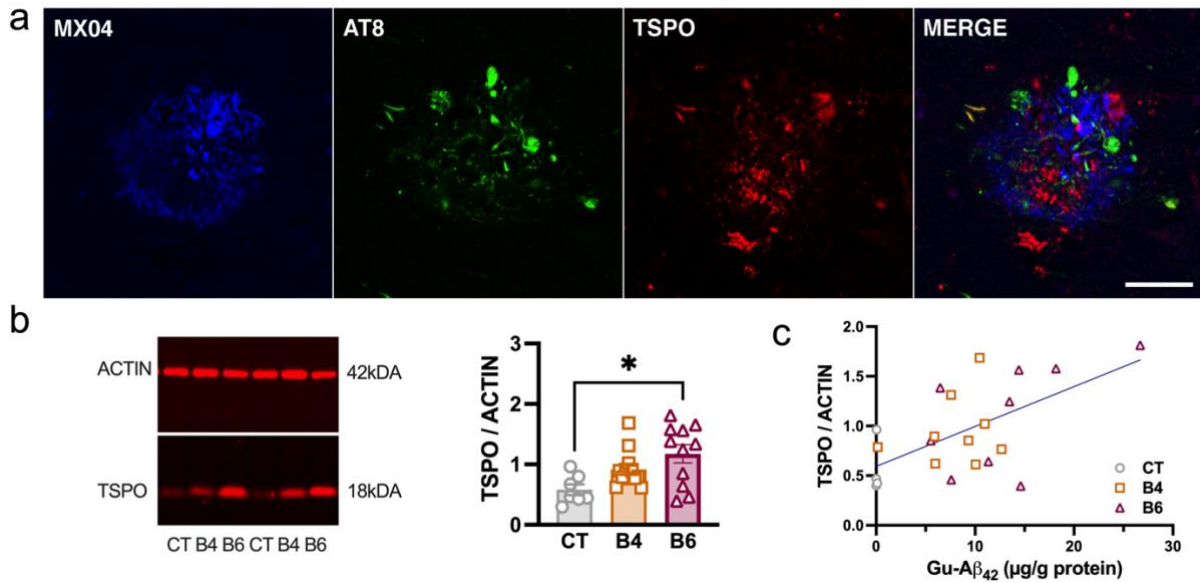 a
MX04 AT8 TSPO MERGE
b
ACTIN 42kDA
TSPO 18kDA
CT B4 B6 CT B4 B6
TSPO / ACTIN
3
2
1
0
*
CT B4 B6
c
TSPO / ACTIN
2.0
1.5
1.0
0.5
0.0
CT
B4
B6
0 10 20 30
Gu-Aβ₄₂ (µg/g protein)